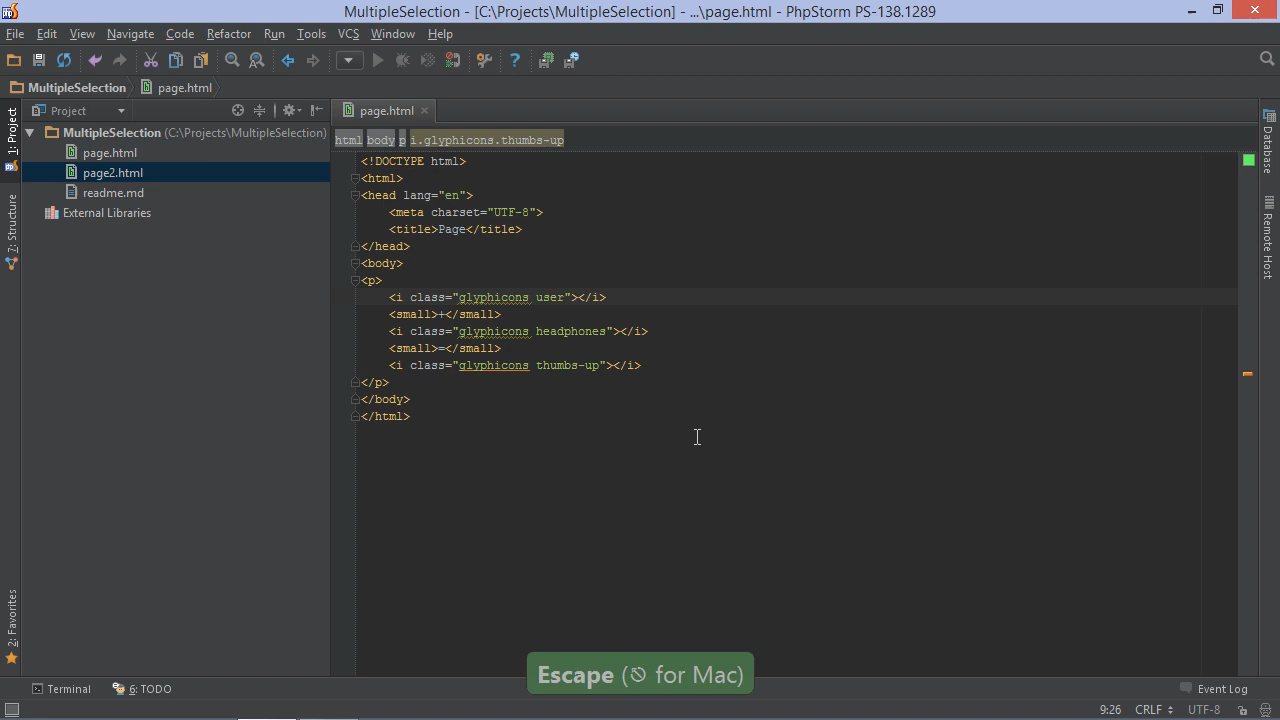 MultipleSelection - [C:\Projects\MultipleSelection] - ...\page.html - PhpStorm PS-138.1289
File Edit View Navigate Code Refactor Run Tools VCS Window Help
MultipleSelection page.html
1: Project
7: Structure
2: Favorites
Project
MultipleSelection (C:\Projects\MultipleSelection)
page.html
page2.html
readme.md
External Libraries
page.html
html body p i.glyphicons.thumbs-up
<!DOCTYPE html>
<html>
<head lang="en">
<meta charset="UTF-8">
<title>Page</title>
</head>
<body>
<p>
<i class="glyphicons user"></i>
<small>+</small>
<i class="glyphicons headphones"></i>
<small>=</small>
<i class="glyphicons thumbs-up"></i>
</p>
</body>
</html>
Database
Remote Host
Escape (⎋ for Mac)
Terminal 6: TODO Event Log
9:26 CRLF UTF-8